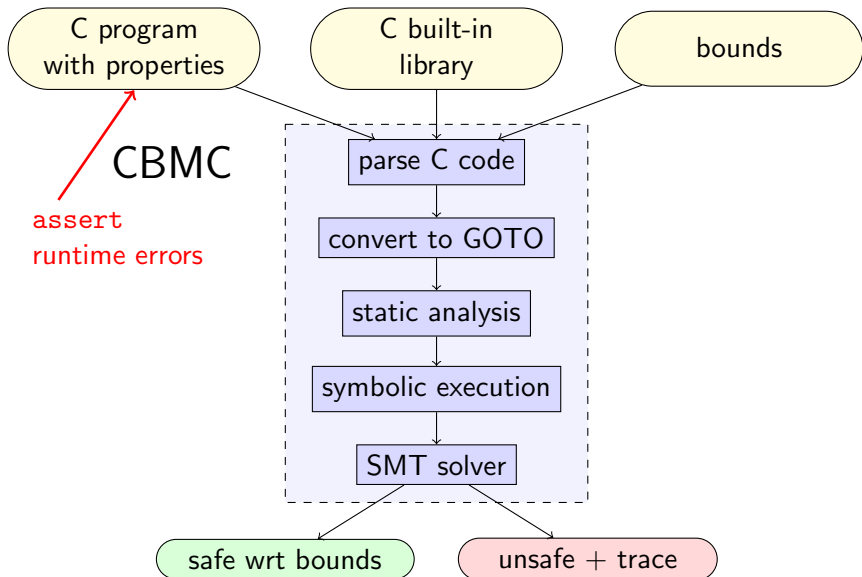 C program
with properties
C built-in
library
bounds
CBMC
parse C code
assert
runtime errors
convert to GOTO
static analysis
symbolic execution
SMT solver
safe wrt bounds
unsafe + trace